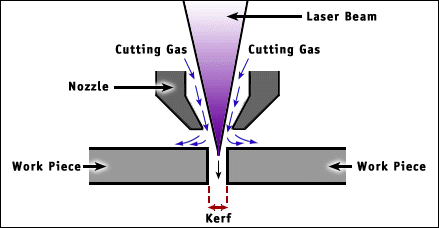 Laser Beam
Cutting Gas
Cutting Gas
Nozzle
Work Piece
Work Piece
Kerf